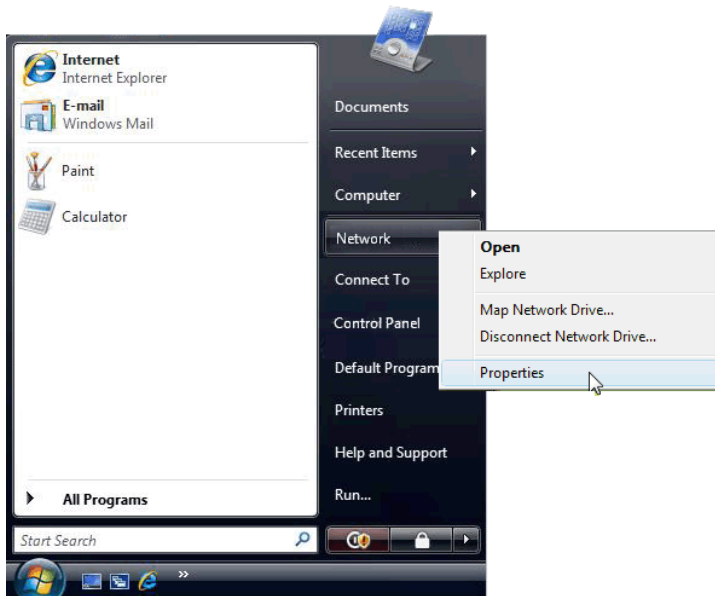 Internet
Internet Explorer
E-mail
Windows Mail
Paint
Calculator
All Programs
Start Search
Documents
Recent Items
Computer
Network
Connect To
Control Panel
Default Program
Printers
Help and Support
Run...
Open
Explore
Map Network Drive...
Disconnect Network Drive...
Properties
»